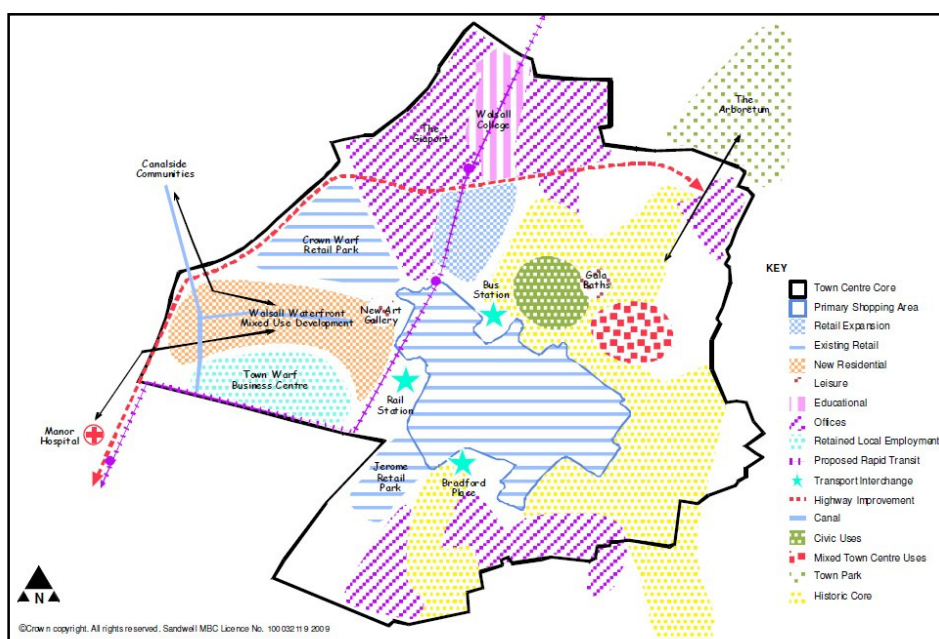 The
Arboretum
Walsall
College
The
Gigaport
Canalside
Communities
Crown Warf
Retail Park
Gala
Baths
Bus
Station
New Art
Gallery
Walsall Waterfront
Mixed Use Development
Town Warf
Business Centre
Rail
Station
Manor
Hospital
Jerome
Retail
Park
Bradford
Place
KEY
Town Centre Core
Primary Shopping Area
Retail Expansion
Existing Retail
New Residential
Leisure
Educational
Offices
Retained Local Employment
Proposed Rapid Transit
Transport Interchange
Highway Improvement
Canal
Civic Uses
Mixed Town Centre Uses
Town Park
Historic Core
N
©Crown copyright. All rights reserved. Sandwell MBC Licence No. 100032119 2009